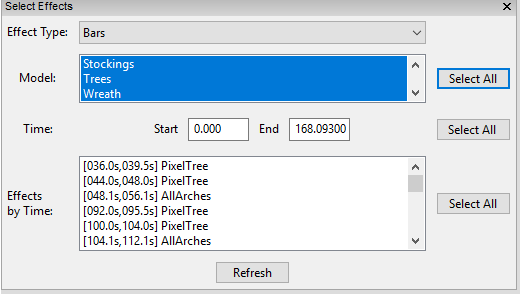 Select Effects
Effect Type: Bars
Stockings
Model: Trees Select All
Wreath
Time: Start 0.000 End 168.09300 Select All
[036.0s,039.5s] PixelTree
[044.0s,048.0s] PixelTree
[048.1s,056.1s] AllArches
Effects by Time: [092.0s,095.5s] PixelTree Select All
[100.0s,104.0s] PixelTree
[104.1s,112.1s] AllArches
Refresh